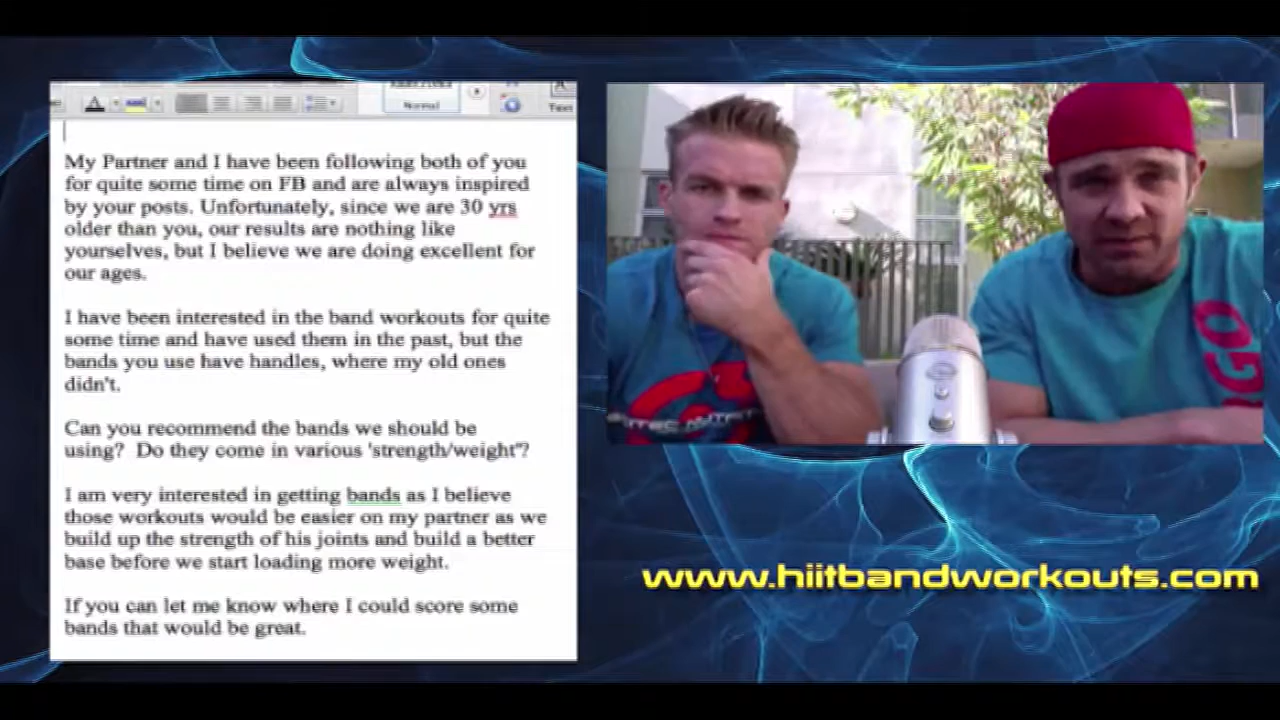 Normal
Text
My Partner and I have been following both of you
for quite some time on FB and are always inspired
by your posts. Unfortunately, since we are 30 yrs
older than you, our results are nothing like
yourselves, but I believe we are doing excellent for
our ages.
I have been interested in the band workouts for quite
some time and have used them in the past, but the
bands you use have handles, where my old ones
didn't.
Can you recommend the bands we should be
using? Do they come in various 'strength/weight'?
I am very interested in getting bands as I believe
those workouts would be easier on my partner as we
build up the strength of his joints and build a better
base before we start loading more weight.
If you can let me know where I could score some
bands that would be great.
www.hiitbandworkouts.com